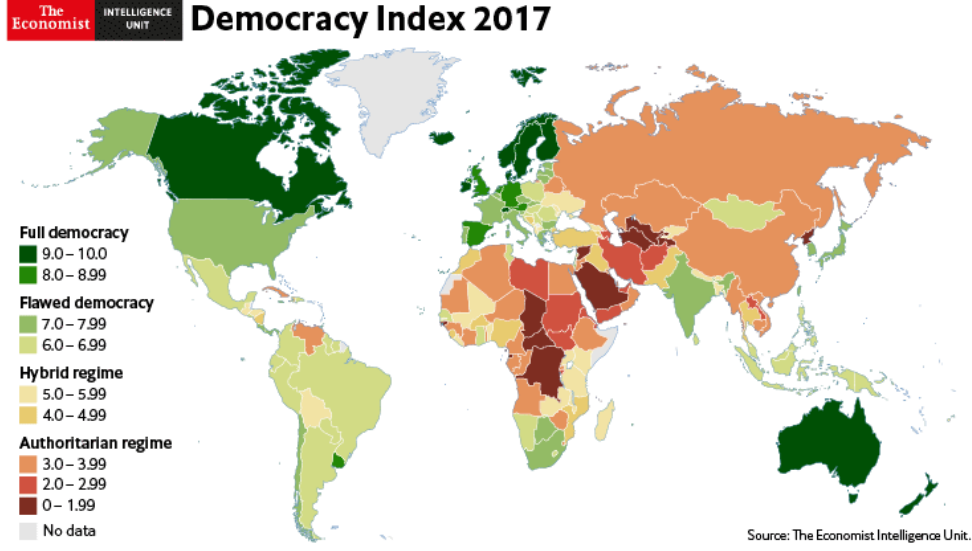 The
Economist
INTELLIGENCE
UNIT
Democracy Index 2017
Full democracy
9.0 – 10.0
8.0 – 8.99
Flawed democracy
7.0 – 7.99
6.0 – 6.99
Hybrid regime
5.0 – 5.99
4.0 – 4.99
Authoritarian regime
3.0 – 3.99
2.0 – 2.99
0 – 1.99
No data
Source: The Economist Intelligence Unit.